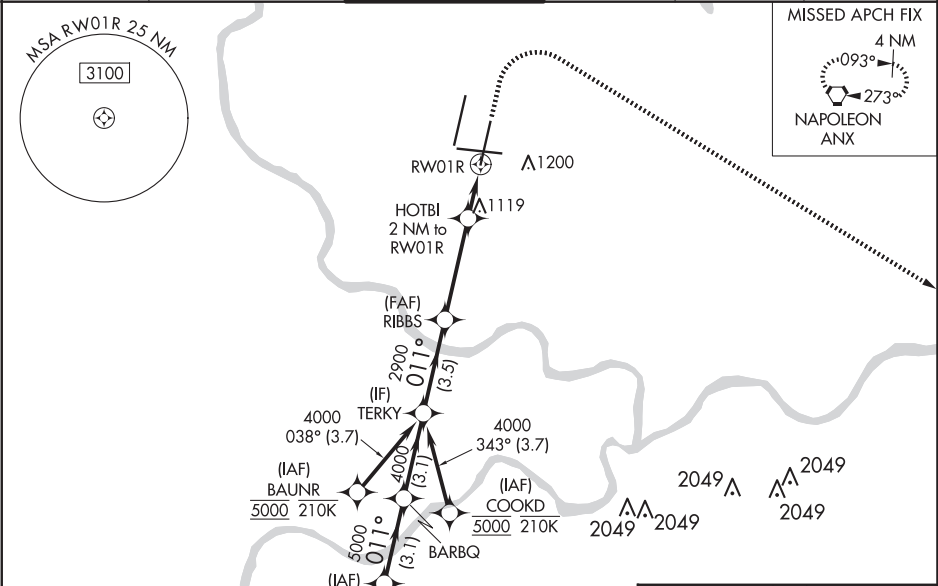 MSA RW01R 25 NM
3100
MISSED APCH FIX
4 NM
093°
273°
NAPOLEON
ANX
RW01R
1200
HOTBI
2 NM to
RW01R
1119
(FAF)
RIBBS
2900
011°
(3.5)
(IF)
TERKY
4000
038° (3.7)
4000
343° (3.7)
4000
(3.1)
(IAF)
BAUNR
5000 210K
(IAF)
COOKD
5000 210K
BARBQ
5000
011°
(3.1)
(IAF)
2049
2049
2049
2049
2049